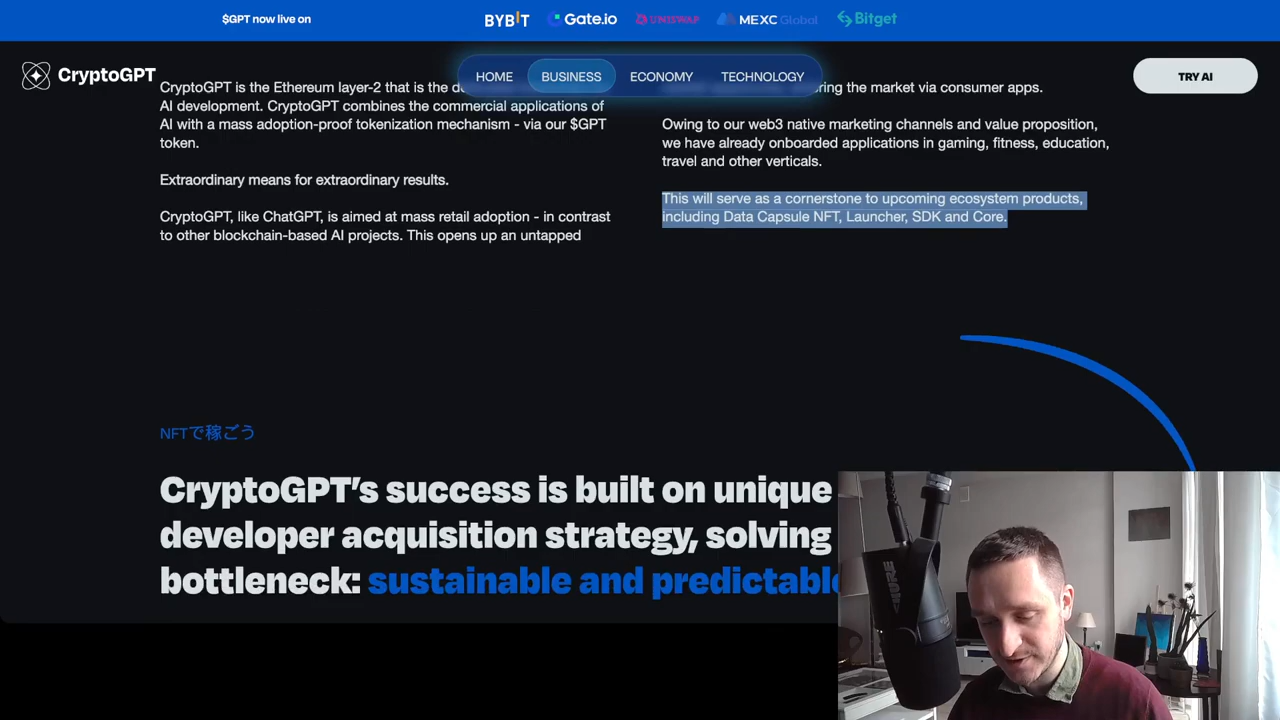 $GPT now live on
BYBIT
Gate.io
UNISWAP
MEXC Global
Bitget
CryptoGPT
HOME
BUSINESS
ECONOMY
TECHNOLOGY
TRY AI
CryptoGPT is the Ethereum layer-2 that is the
AI development. CryptoGPT combines the commercial applications of
AI with a mass adoption-proof tokenization mechanism - via our $GPT
token.
Extraordinary means for extraordinary results.
CryptoGPT, like ChatGPT, is aimed at mass retail adoption - in contrast
to other blockchain-based AI projects. This opens up an untapped
the market via consumer apps.
Owing to our web3 native marketing channels and value proposition,
we have already onboarded applications in gaming, fitness, education,
travel and other verticals.
This will serve as a cornerstone to upcoming ecosystem products,
including Data Capsule NFT, Launcher, SDK and Core.
NFTで稼ごう
CryptoGPT’s success is built on unique
developer acquisition strategy, solving
bottleneck: sustainable and predictable
SHURE